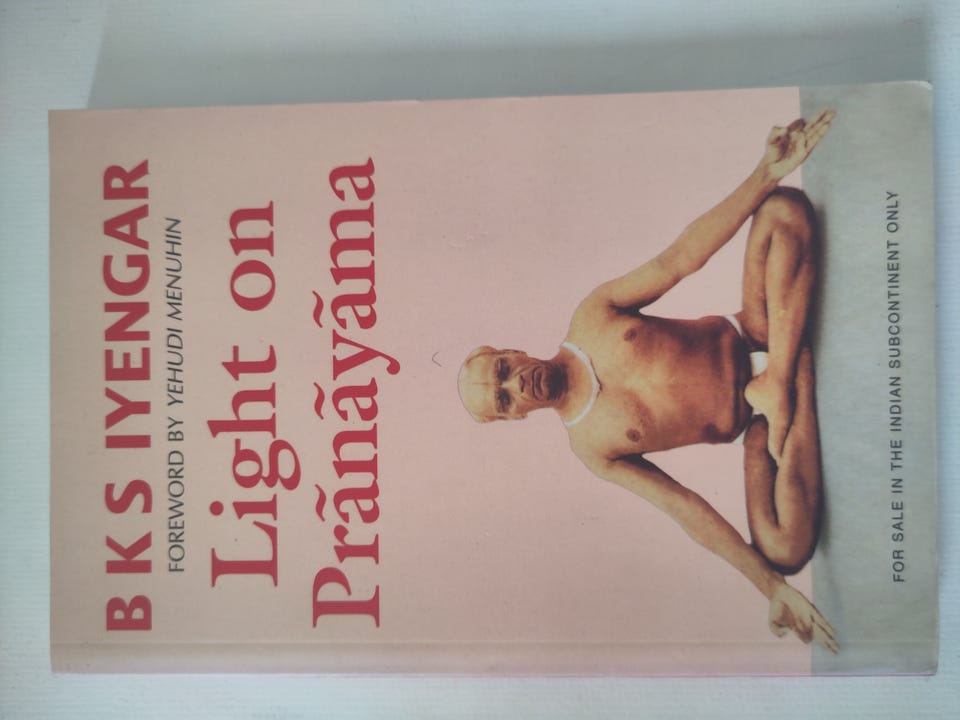 B K S IYENGAR
FOREWORD BY YEHUDI MENUHIN
Light on
Prãnãyãma
FOR SALE IN THE INDIAN SUBCONTINENT ONLY